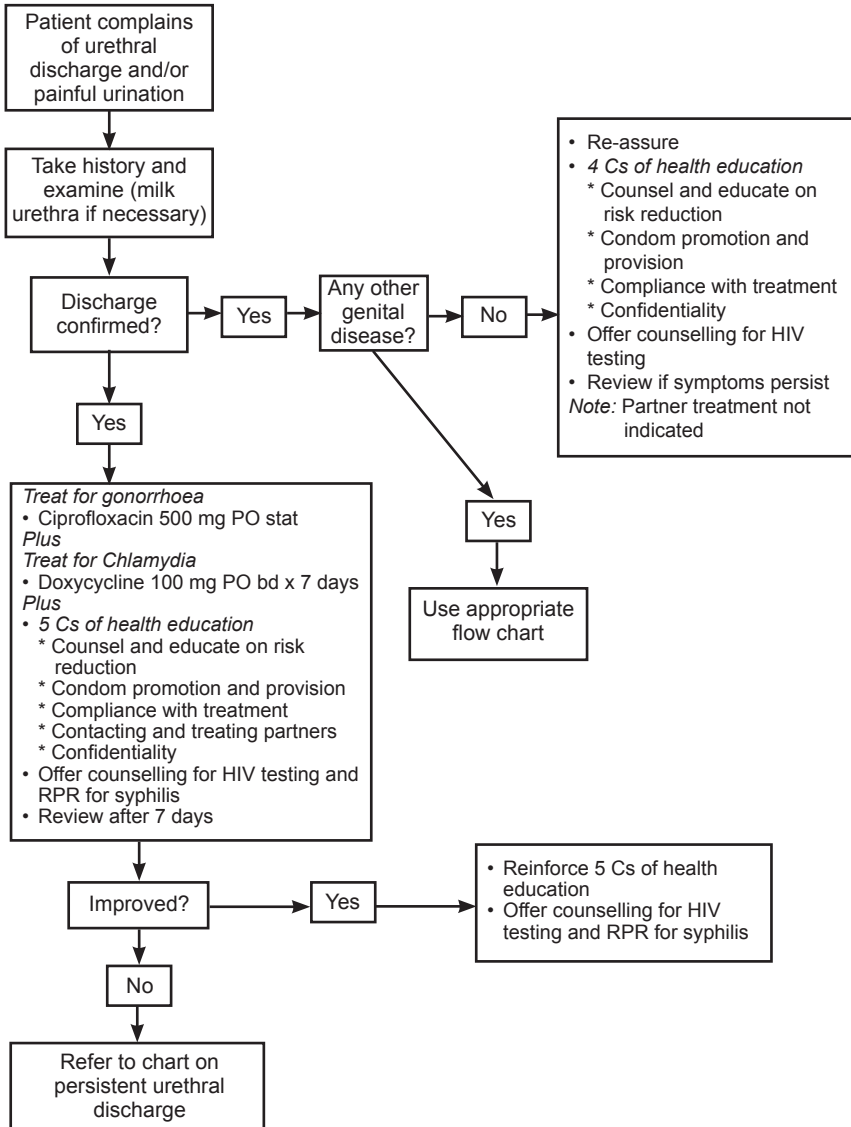 Patient complains
of urethral
discharge and/or
painful urination
Take history and
examine (milk
urethra if necessary)
Discharge
confirmed?
Yes
Any other
genital
disease?
No
• Re-assure
• 4 Cs of health education
* Counsel and educate on
risk reduction
* Condom promotion and
provision
* Compliance with treatment
* Confidentiality
• Offer counselling for HIV
testing
• Review if symptoms persist
Note: Partner treatment not
indicated
Yes
Yes
Use appropriate
flow chart
Treat for gonorrhoea
• Ciprofloxacin 500 mg PO stat
Plus
Treat for Chlamydia
• Doxycycline 100 mg PO bd x 7 days
Plus
• 5 Cs of health education
* Counsel and educate on risk
reduction
* Condom promotion and provision
* Compliance with treatment
* Contacting and treating partners
* Confidentiality
• Offer counselling for HIV testing and
RPR for syphilis
• Review after 7 days
Improved?
Yes
• Reinforce 5 Cs of health
education
• Offer counselling for HIV
testing and RPR for syphilis
No
Refer to chart on
persistent urethral
discharge